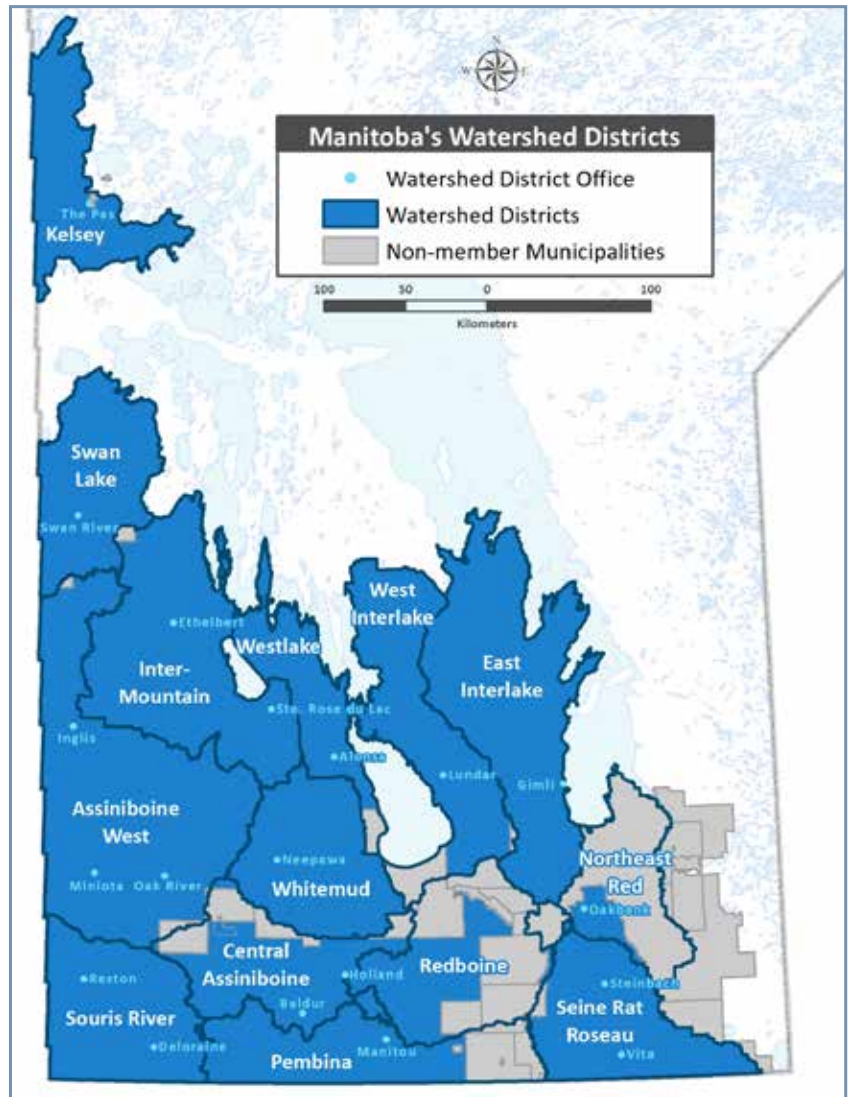 N
W
E
S
Manitoba's Watershed Districts
Watershed District Office
Watershed Districts
Non-member Municipalities
100
50
0
100
Kilometers
The Pas
Kelsey
Swan
Lake
Swan River
Ethelbert
Inter-
Mountain
Westlake
West
Interlake
East
Interlake
Ste. Rose du Lac
Inglis
Alonsa
Lundar
Gimli
Assiniboine
West
Miniota
Oak River
Neepawa
Whitemud
Northeast
Red
Oakbank
Central
Assiniboine
Holland
Redboine
Reston
Souris River
Deloraine
Baldur
Pembina
Manitou
Steinbach
Seine Rat
Roseau
Vita